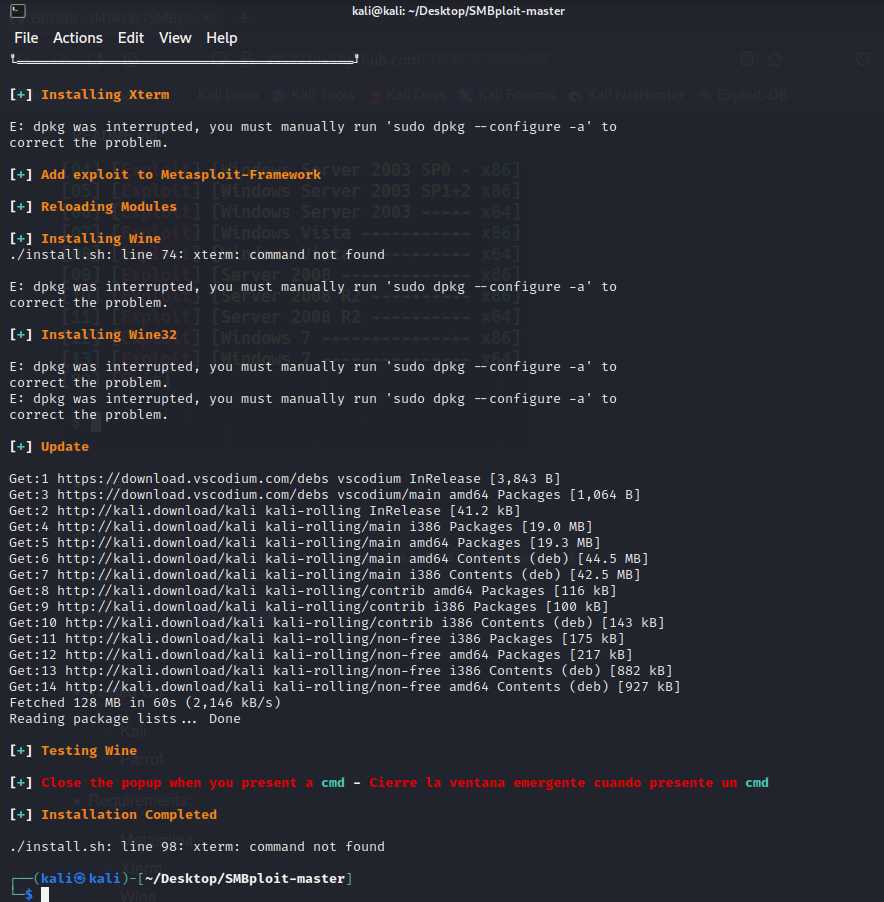 kali@kali: ~/Desktop/SMBploit-master
File Actions Edit View Help
[+] Installing Xterm
E: dpkg was interrupted, you must manually run 'sudo dpkg --configure -a' to
correct the problem.
[+] Add exploit to Metasploit-Framework
[+] Reloading Modules
[+] Installing Wine
./install.sh: line 74: xterm: command not found
E: dpkg was interrupted, you must manually run 'sudo dpkg --configure -a' to
correct the problem.
[+] Installing Wine32
E: dpkg was interrupted, you must manually run 'sudo dpkg --configure -a' to
correct the problem.
E: dpkg was interrupted, you must manually run 'sudo dpkg --configure -a' to
correct the problem.
[+] Update
Get:1 https://download.vscodium.com/debs vscodium InRelease [3,843 B]
Get:3 https://download.vscodium.com/debs vscodium/main amd64 Packages [1,064 B]
Get:2 http://kali.download/kali kali-rolling InRelease [41.2 kB]
Get:4 http://kali.download/kali kali-rolling/main i386 Packages [19.0 MB]
Get:5 http://kali.download/kali kali-rolling/main amd64 Packages [19.3 MB]
Get:6 http://kali.download/kali kali-rolling/main amd64 Contents (deb) [44.5 MB]
Get:7 http://kali.download/kali kali-rolling/main i386 Contents (deb) [42.5 MB]
Get:8 http://kali.download/kali kali-rolling/contrib amd64 Packages [116 kB]
Get:9 http://kali.download/kali kali-rolling/contrib i386 Packages [100 kB]
Get:10 http://kali.download/kali kali-rolling/contrib i386 Contents (deb) [143 kB]
Get:11 http://kali.download/kali kali-rolling/non-free i386 Packages [175 kB]
Get:12 http://kali.download/kali kali-rolling/non-free amd64 Packages [217 kB]
Get:13 http://kali.download/kali kali-rolling/non-free i386 Contents (deb) [882 kB]
Get:14 http://kali.download/kali kali-rolling/non-free amd64 Contents (deb) [927 kB]
Fetched 128 MB in 60s (2,146 kB/s)
Reading package lists... Done
[+] Testing Wine
[+] Close the popup when you present a cmd - Cierre la ventana emergente cuando presente un cmd
[+] Installation Completed
./install.sh: line 98: xterm: command not found
┌──(kali㉿kali)-[~/Desktop/SMBploit-master]
└─$